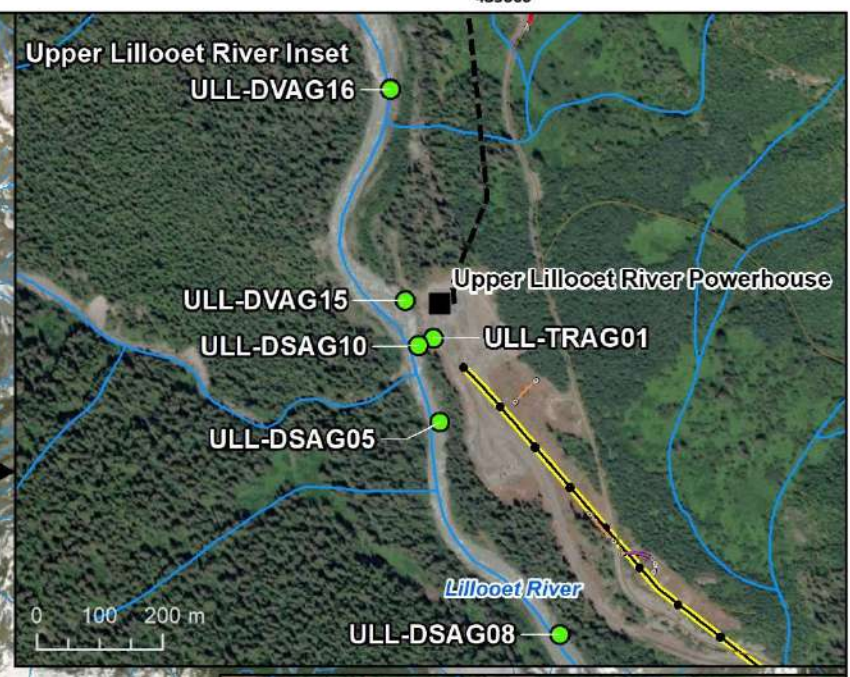 Upper Lillooet River Inset
ULL-DVAG16
Upper Lillooet River Powerhouse
ULL-DVAG15
ULL-DSAG10
ULL-TRAG01
ULL-DSAG05
Lillooet River
0 100 200 m
ULL-DSAG08